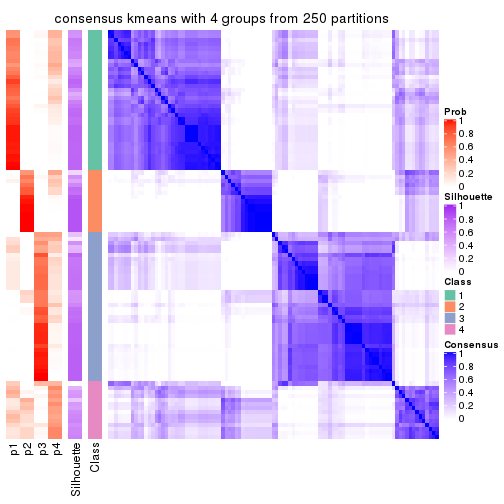 consensus kmeans with 4 groups from 250 partitions
p1
p2
p3
p4
Silhouette
Class
Prob
1
0.8
0.6
0.4
0.2
0
Silhouette
1
0.8
0.6
0.4
0.2
0
Class
1
2
3
4
Consensus
1
0.8
0.6
0.4
0.2
0